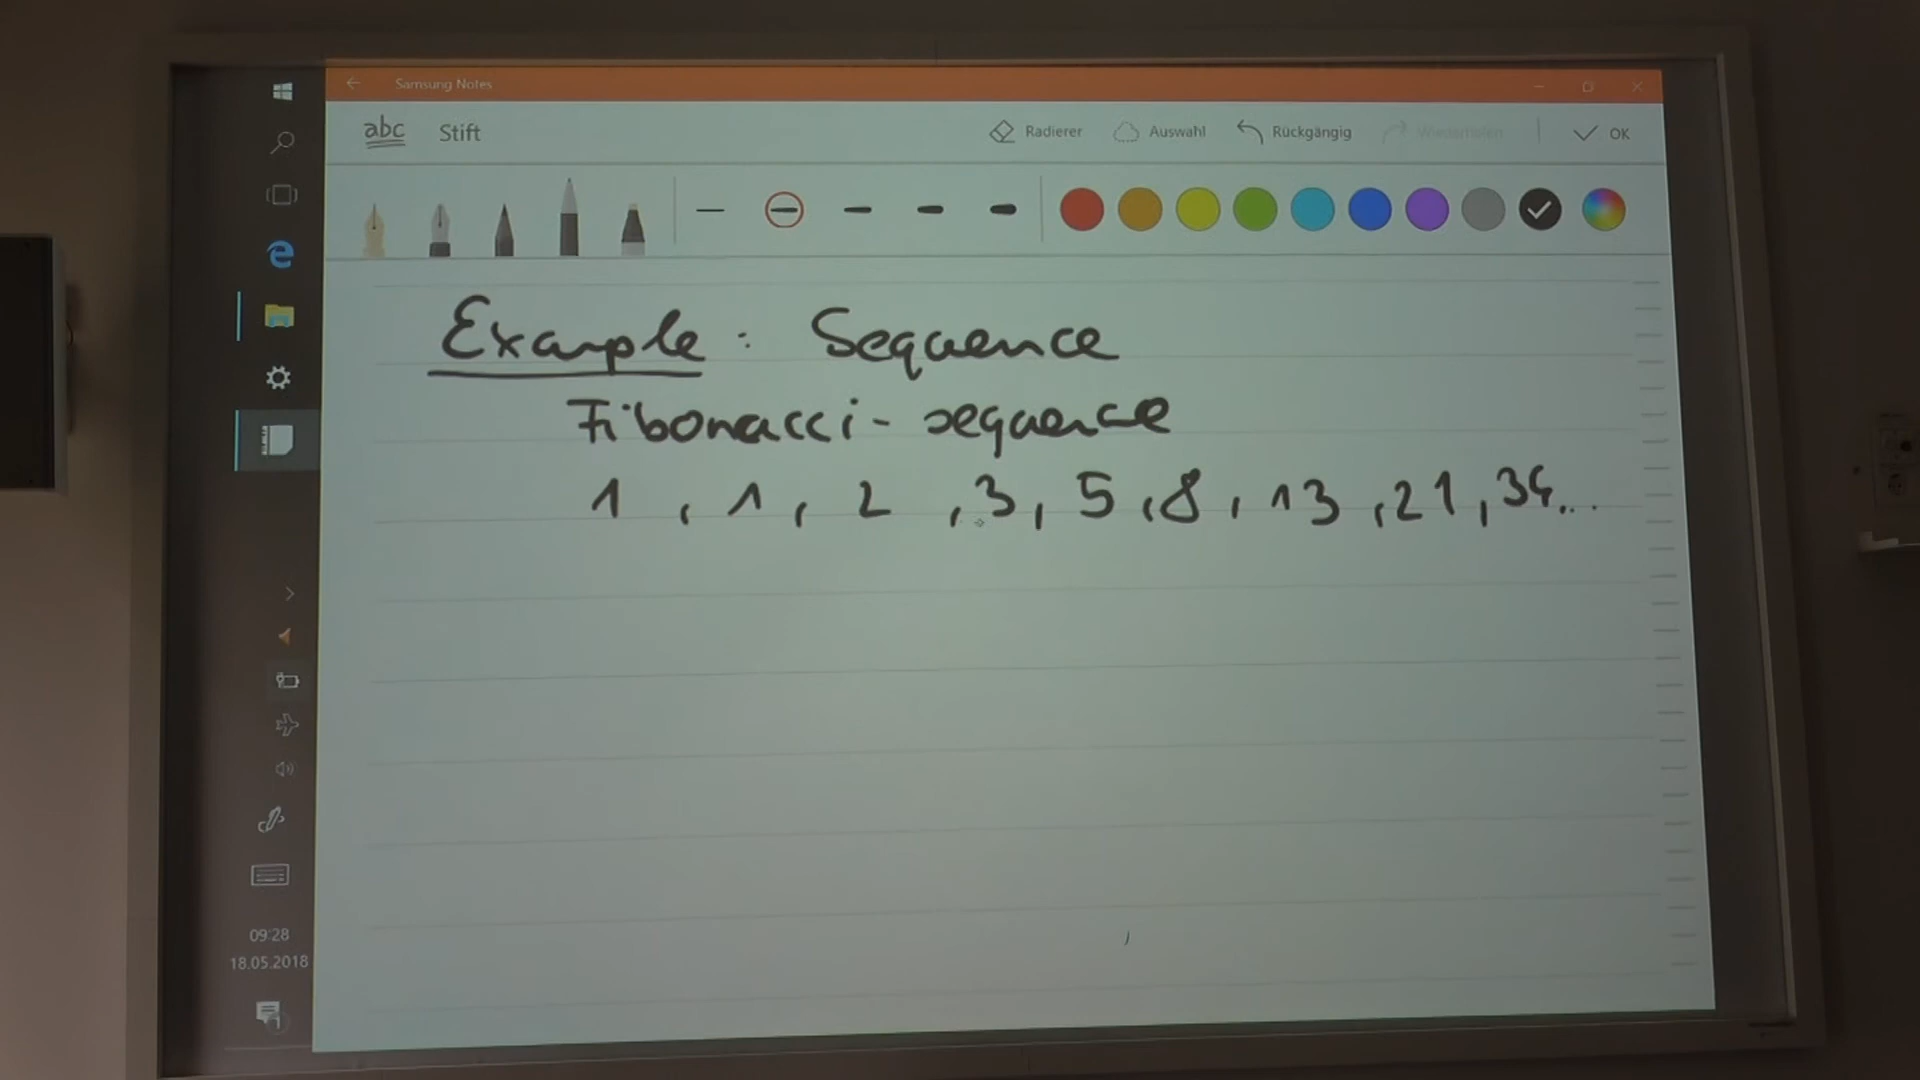 Samsung Notes
abc Stift Radierer Auswahl Rückgängig Wiederholen OK
Example: Sequence
Fibonacci-sequence
1, 1, 2, 3, 5, 8, 13, 21, 34, ...
09:28
18.05.2018